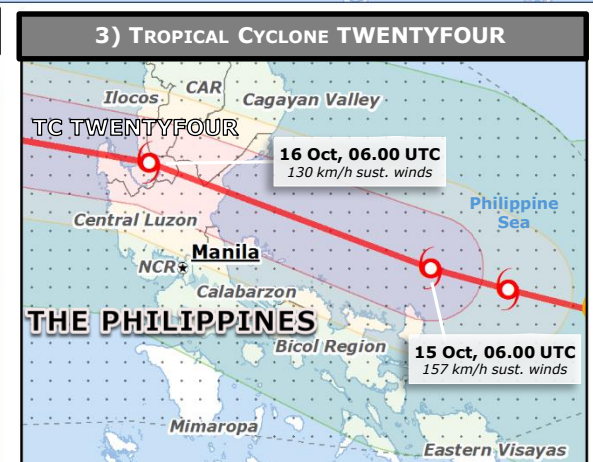 3) TROPICAL CYCLONE TWENTYFOUR
CAR
Ilocos
Cagayan Valley
TC TWENTYFOUR
16 Oct, 06.00 UTC
130 km/h sust. winds
Philippine
Sea
Central Luzon
Manila
NCR
Calabarzon
THE PHILIPPINES
Bicol Region
15 Oct, 06.00 UTC
157 km/h sust. winds
Mimaropa
Eastern Visayas